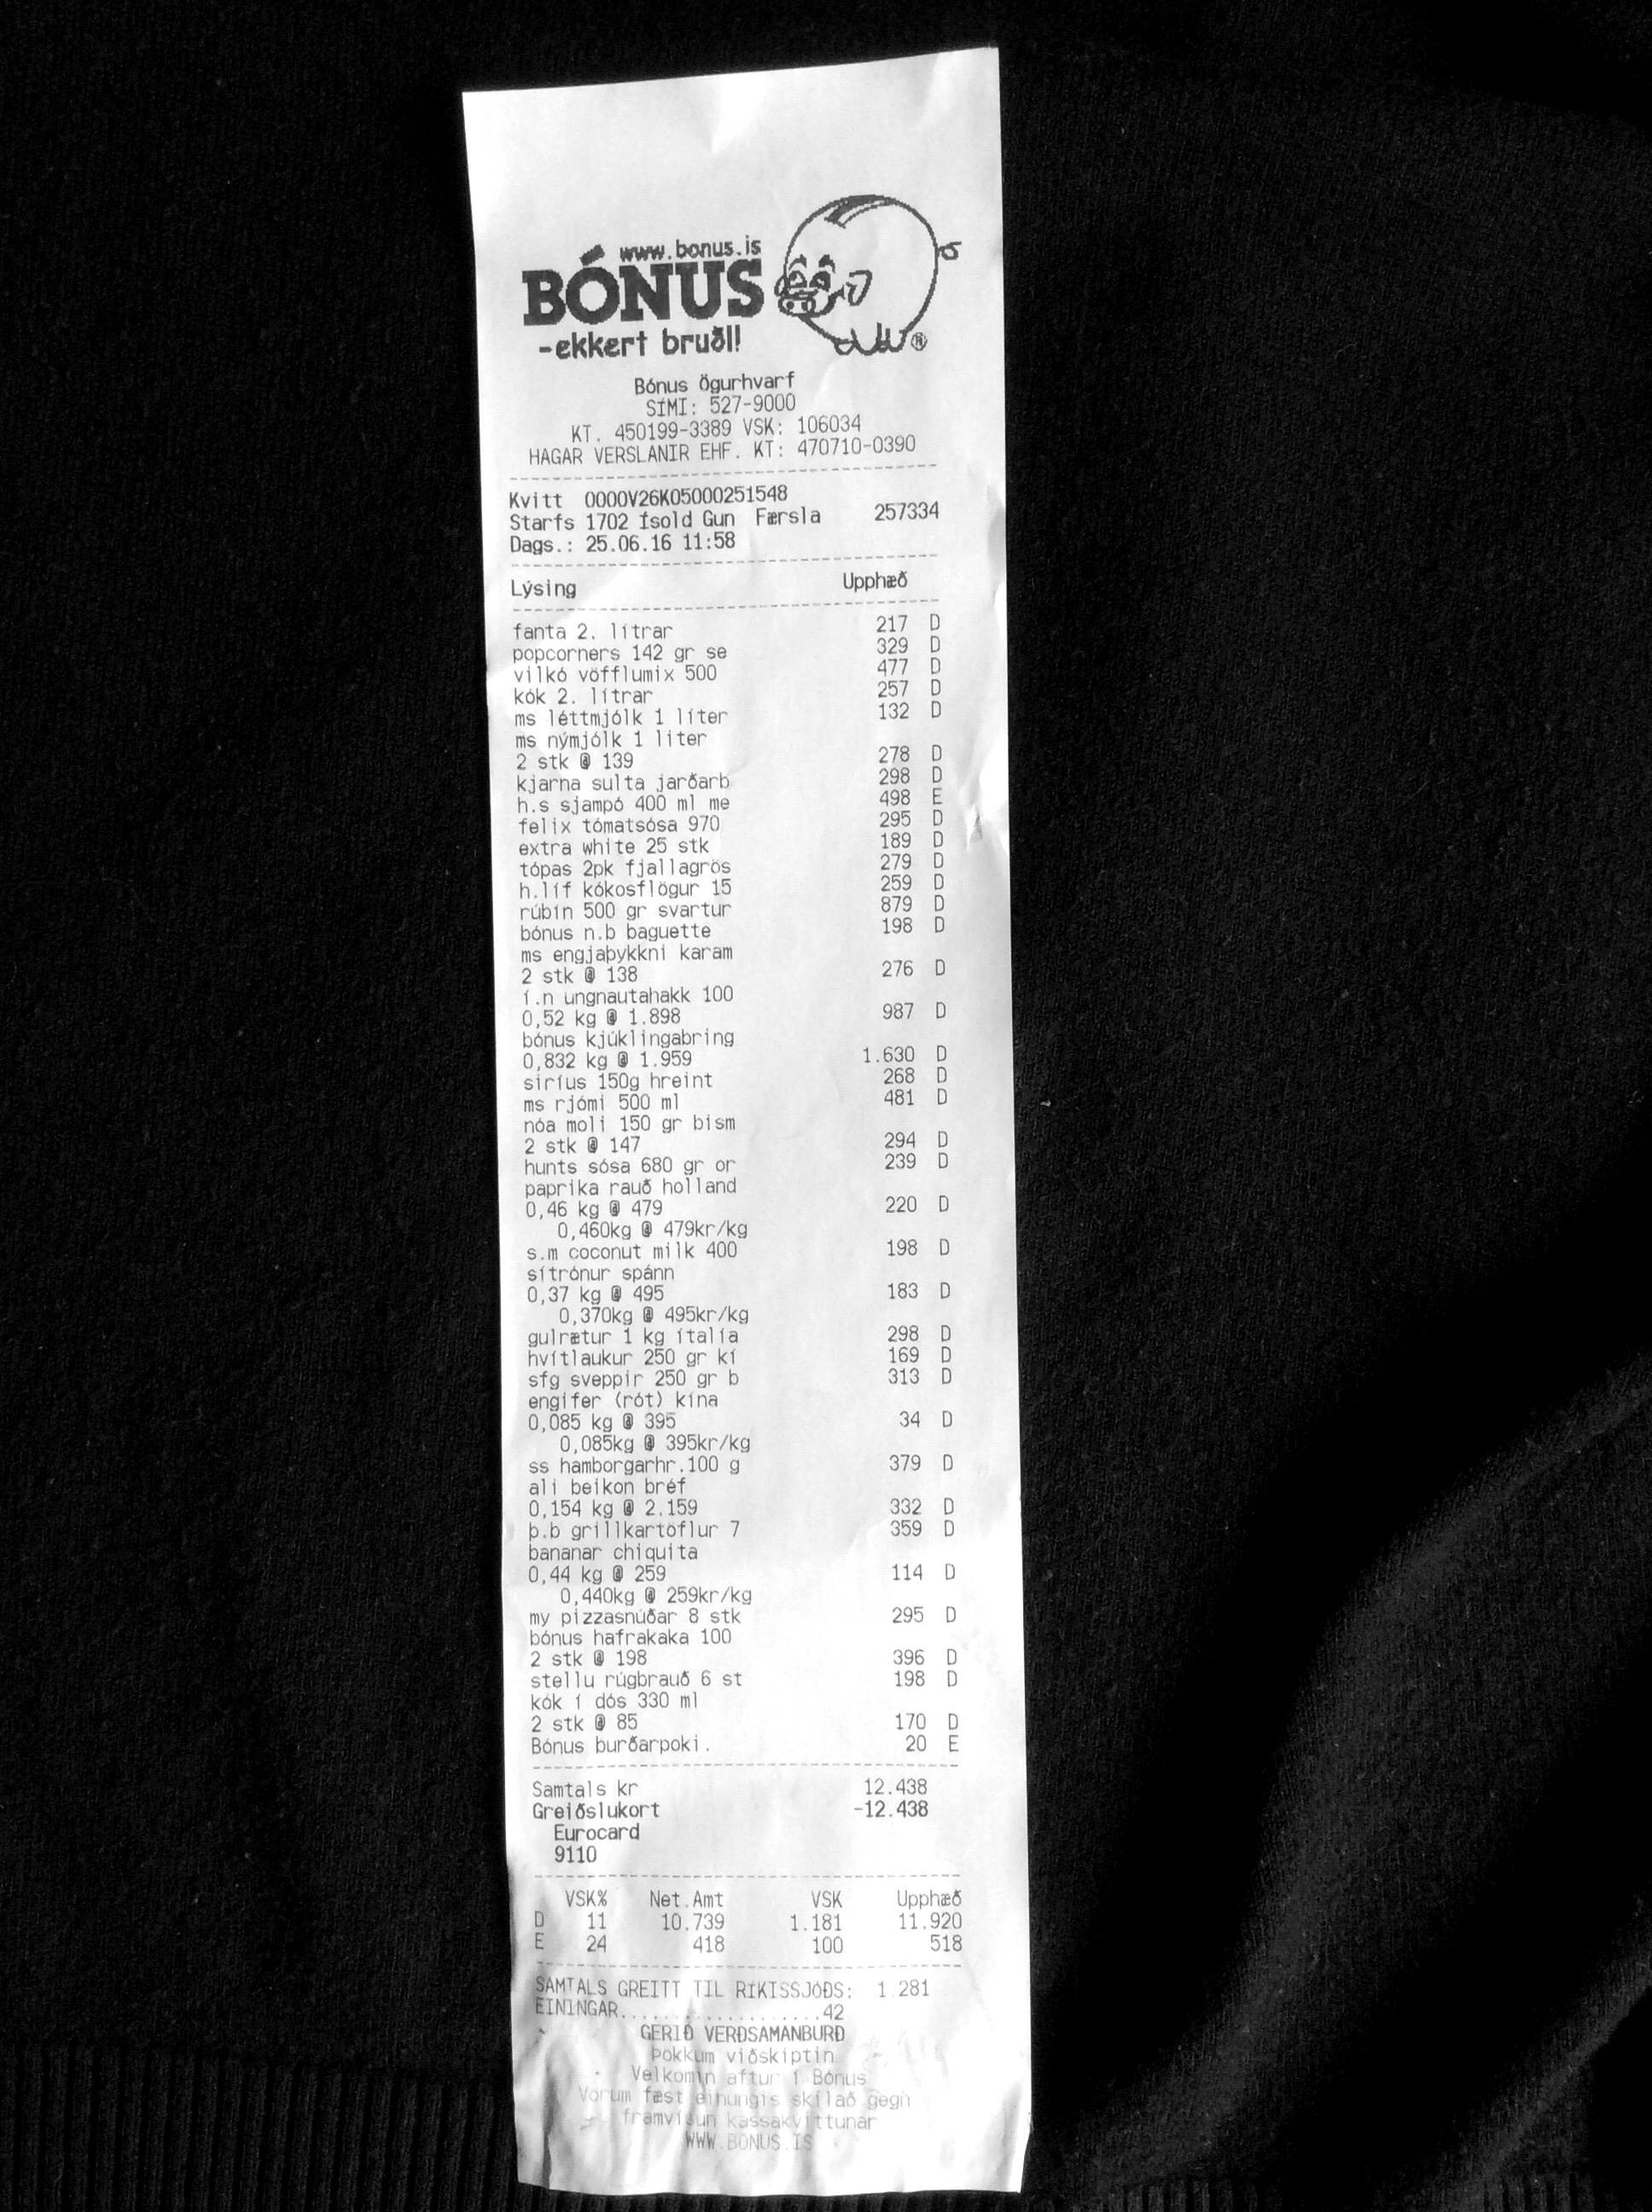 www.bonus.is
BÓNUS
-ekkert bruðl!
®
Bónus Ögurhvarf
SÍMI: 527-9000
KT. 450199-3389 VSK: 106034
HAGAR VERSLANIR EHF. KT: 470710-0390
Kvitt 0000V26K05000251548
Starfs 1702 Ísold Gun Færsla 257334
Dags.: 25.06.16 11:58
Lýsing Upphæð
fanta 2. lítrar 217 D
popcorners 142 gr se 329 D
vilkó vöfflumix 500 477 D
kók 2. lítrar 257 D
ms léttmjólk 1 líter 132 D
ms nýmjólk 1 liter
2 stk @ 139 278 D
kjarna sulta jarðarb 298 D
h.s sjampó 400 ml me 498 E
felix tómatsósa 970 295 D
extra white 25 stk 189 D
tópas 2pk fjallagrös 279 D
h.líf kókosflögur 15 259 D
rúbín 500 gr svartur 879 D
bónus n.b baguette 198 D
ms engjaþykkni karam
2 stk @ 138 276 D
í.n ungnautahakk 100
0,52 kg @ 1.898 987 D
bónus kjúklingabring
0,832 kg @ 1.959 1.630 D
síríus 150g hreint 268 D
ms rjómi 500 ml 481 D
nóa moli 150 gr bism
2 stk @ 147 294 D
hunts sósa 680 gr or 239 D
paprika rauð holland
0,46 kg @ 479 220 D
0,460kg @ 479kr/kg
s.m coconut milk 400 198 D
sítrónur spánn
0,37 kg @ 495 183 D
0,370kg @ 495kr/kg
gulrætur 1 kg ítalía 298 D
hvítlaukur 250 gr kí 169 D
sfg sveppir 250 gr b 313 D
engifer (rót) kína
0,085 kg @ 395 34 D
0,085kg @ 395kr/kg
ss hamborgarhr.100 g 379 D
ali beikon bréf
0,154 kg @ 2.159 332 D
þ.b grillkartöflur 7 359 D
bananar chiquita
0,44 kg @ 259 114 D
0,440kg @ 259kr/kg
my pizzasnúðar 8 stk 295 D
bónus hafrakaka 100
2 stk @ 198 396 D
stellu rúgbrauð 6 st 198 D
kók í dós 330 ml
2 stk @ 85 170 D
Bónus burðarpoki. 20 E
Samtals kr 12.438
Greiðslukort -12.438
Eurocard
9110
VSK% Net.Amt VSK Upphæð
D 11 10.739 1.181 11.920
E 24 418 100 518
SAMTALS GREITT TIL RÍKISSJÓÐS: 1.281
EININGAR.....................42
GERIÐ VERÐSAMANBURÐ
Þökkum viðskiptin
Velkomin aftur í Bónus
Vörum fæst einungis skilað gegn
framvísun kassakvittunar
WWW.BONUS.IS